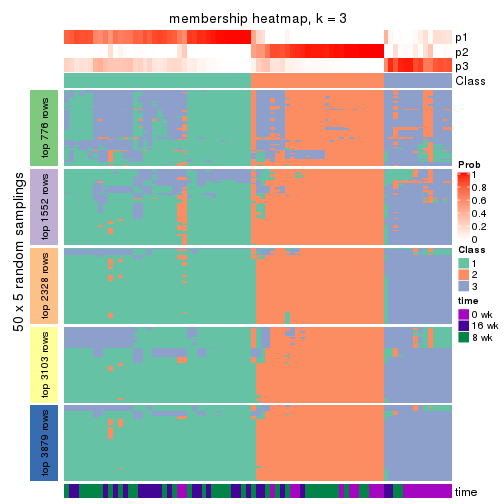 membership heatmap, k = 3
p1
p2
p3
Class
50 x 5 random samplings
top 776 rows
top 1552 rows
top 2328 rows
top 3103 rows
top 3879 rows
time
Prob
1
0.8
0.6
0.4
0.2
0
Class
1
2
3
time
0 wk
16 wk
8 wk